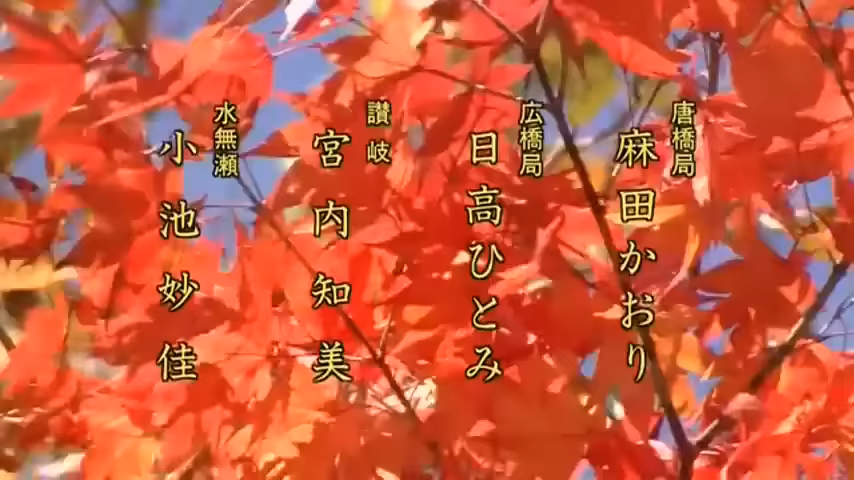 唐橋局
麻田かおり
広橋局
日高ひとみ
讃岐
宮内知美
水無瀬
小池妙佳